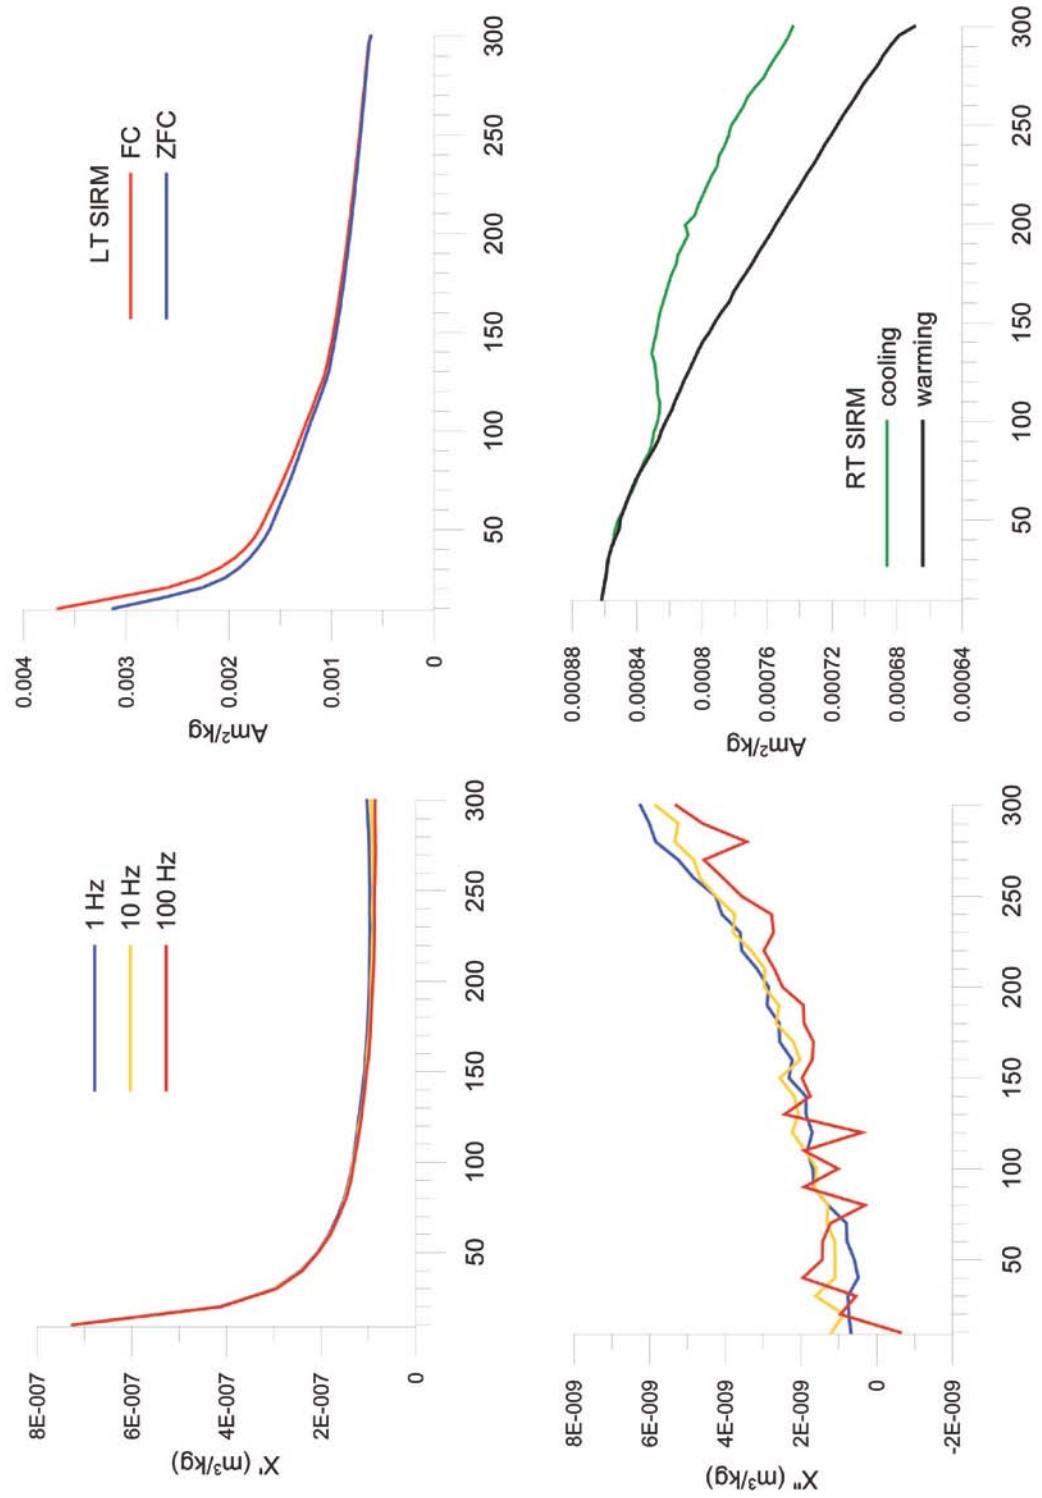 X' (m³/kg)
8E-007
6E-007
4E-007
2E-007
0
1 Hz
10 Hz
100 Hz
50 100 150 200 250 300
Am²/kg
0.004
0.003
0.002
0.001
0
LT SIRM
FC
ZFC
50 100 150 200 250 300
X" (m³/kg)
8E-009
6E-009
2E-009
0
-2E-009
50 100 150 200 250 300
Am²/kg
0.00088
0.00084
0.0008
0.00076
0.00072
0.00068
0.00064
RT SIRM
cooling
warming
50 100 150 200 250 300